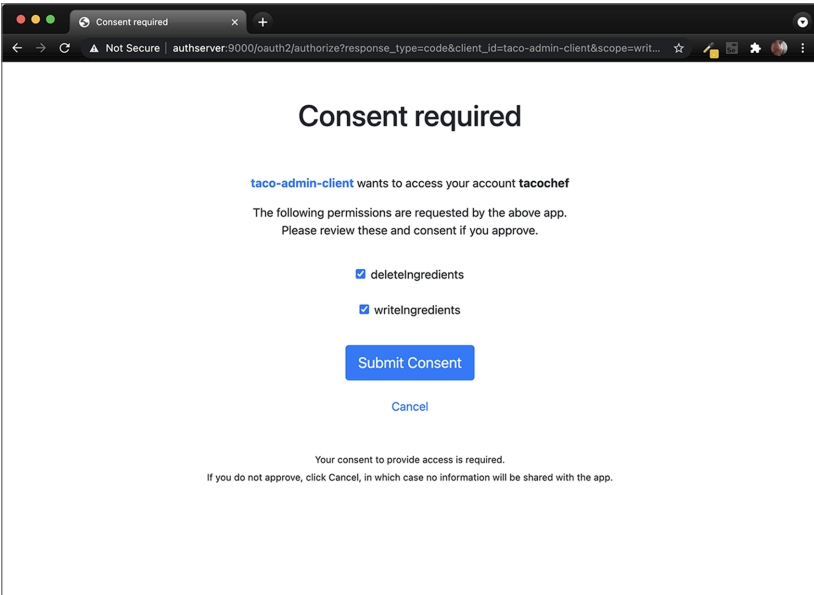 Consent required
Not Secure authserver:9000/oauth2/authorize?response_type=code&client_id=taco-admin-client&scope=writ...
Consent required
taco-admin-client wants to access your account tacochef
The following permissions are requested by the above app.
Please review these and consent if you approve.
deleteIngredients
writeIngredients
Submit Consent
Cancel
Your consent to provide access is required.
If you do not approve, click Cancel, in which case no information will be shared with the app.